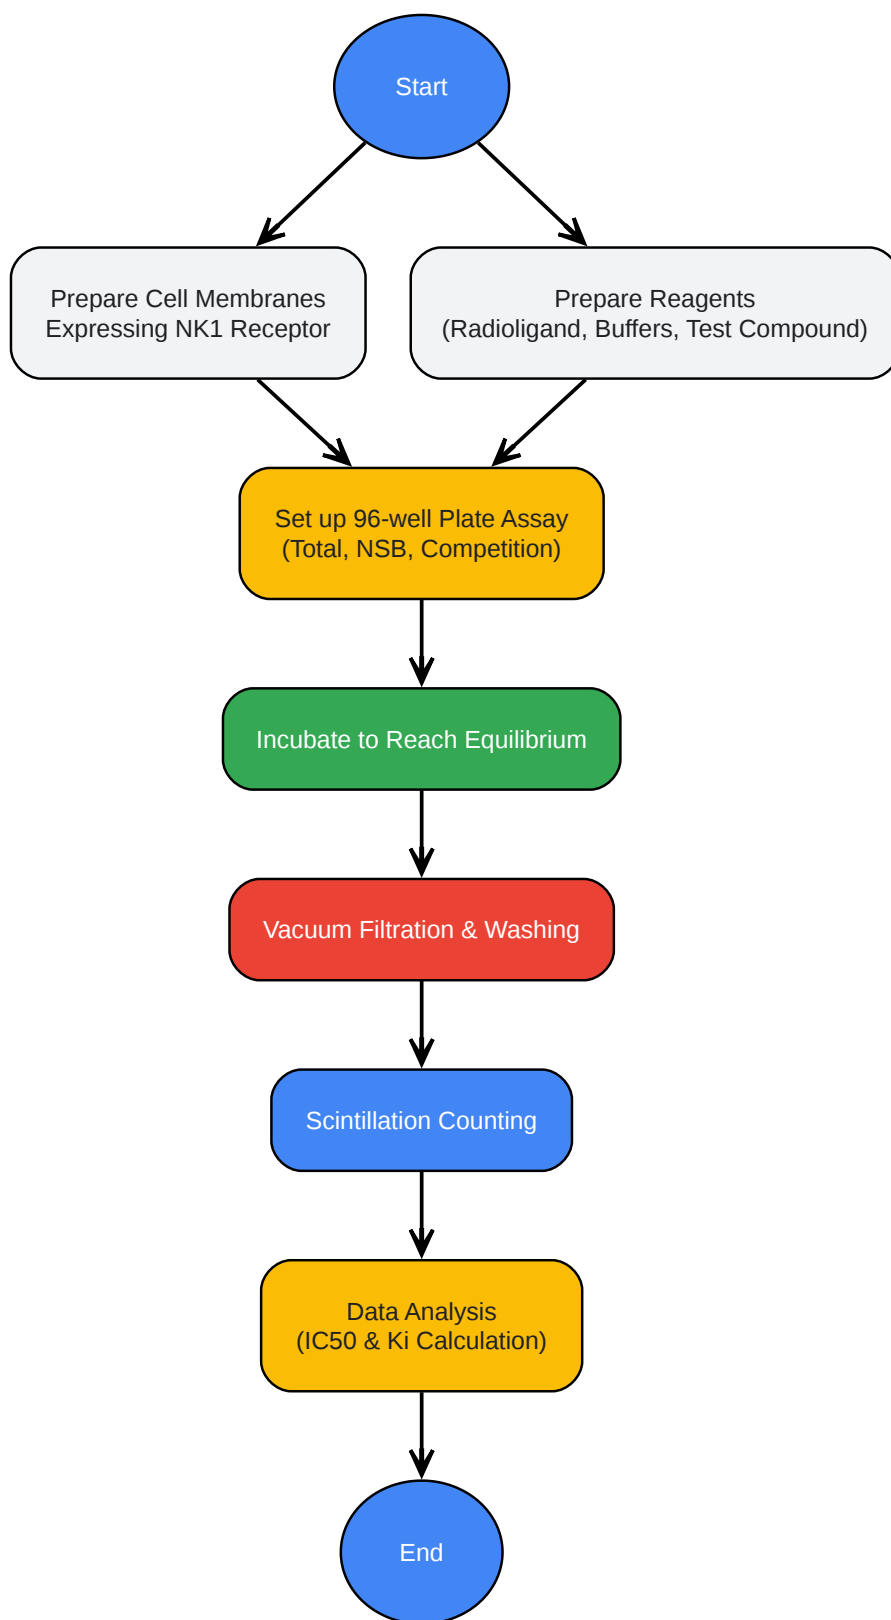 Start
Prepare Cell Membranes
Expressing NK1 Receptor
Prepare Reagents
(Radioligand, Buffers, Test Compound)
Set up 96-well Plate Assay
(Total, NSB, Competition)
Incubate to Reach Equilibrium
Vacuum Filtration & Washing
Scintillation Counting
Data Analysis
(IC50 & Ki Calculation)
End